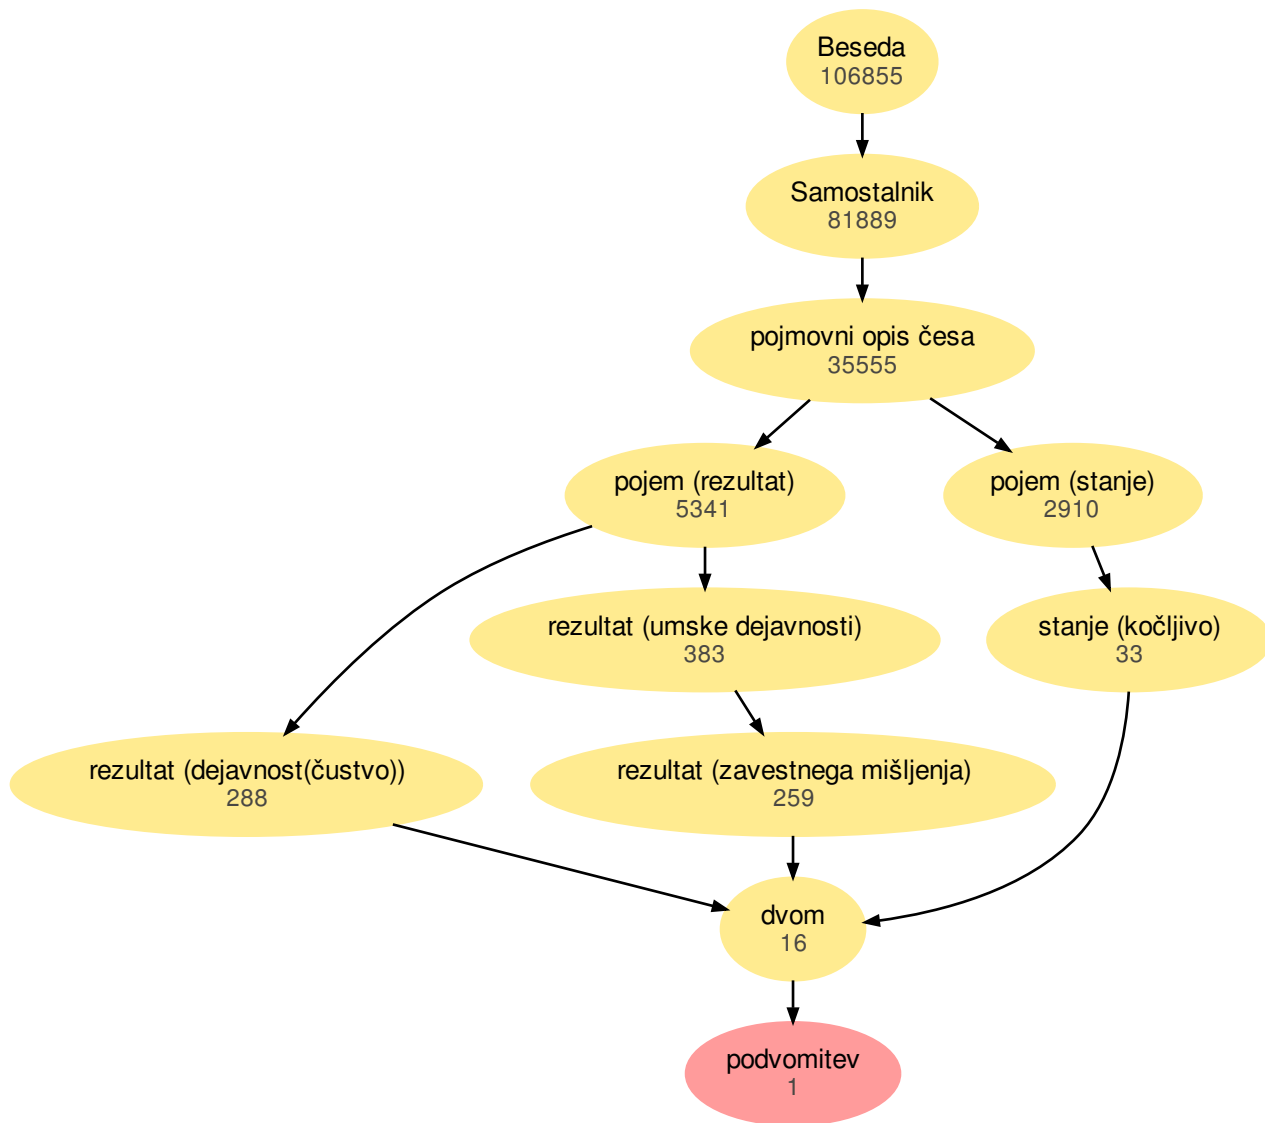 Beseda
106855
Samostalnik
81889
pojmovni opis česa
35555
pojem (rezultat)
5341
pojem (stanje)
2910
rezultat (umske dejavnosti)
383
stanje (kočljivo)
33
rezultat (dejavnost(čustvo))
288
rezultat (zavestnega mišljenja)
259
dvom
16
podvomitev
1